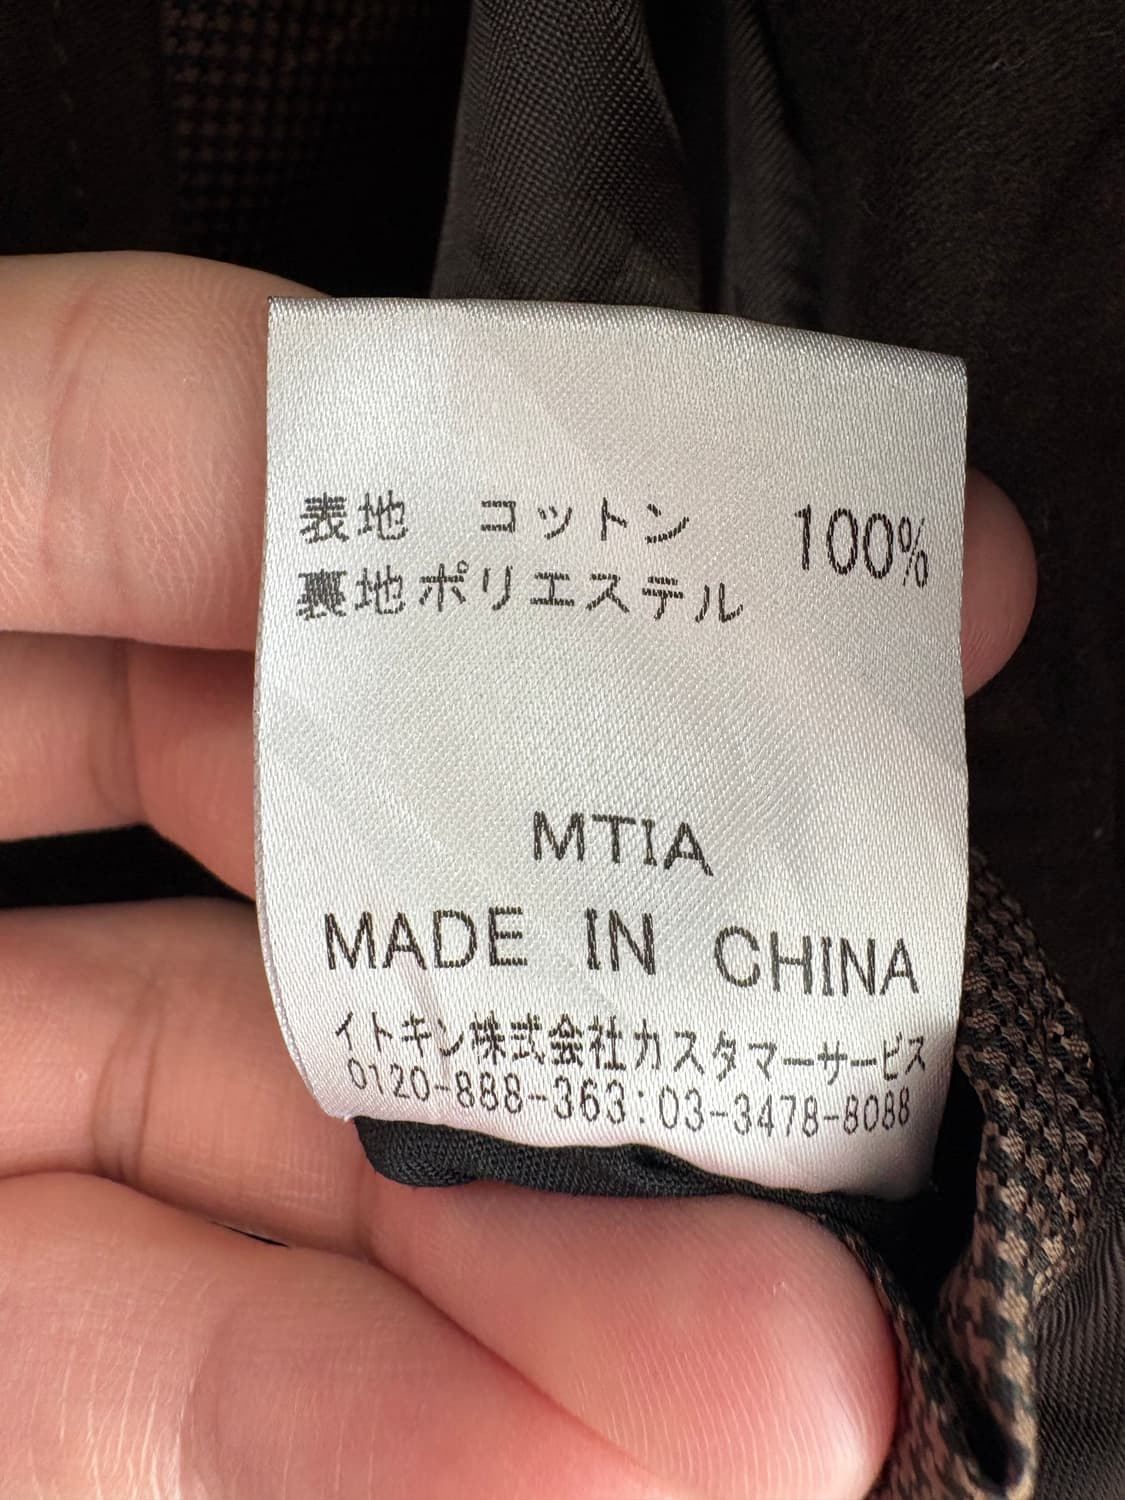 表地 コットン 100%
裏地ポリエステル
MTIA
MADE IN CHINA
イトキン株式会社カスタマーサービス
0120-888-363:03-3478-8088